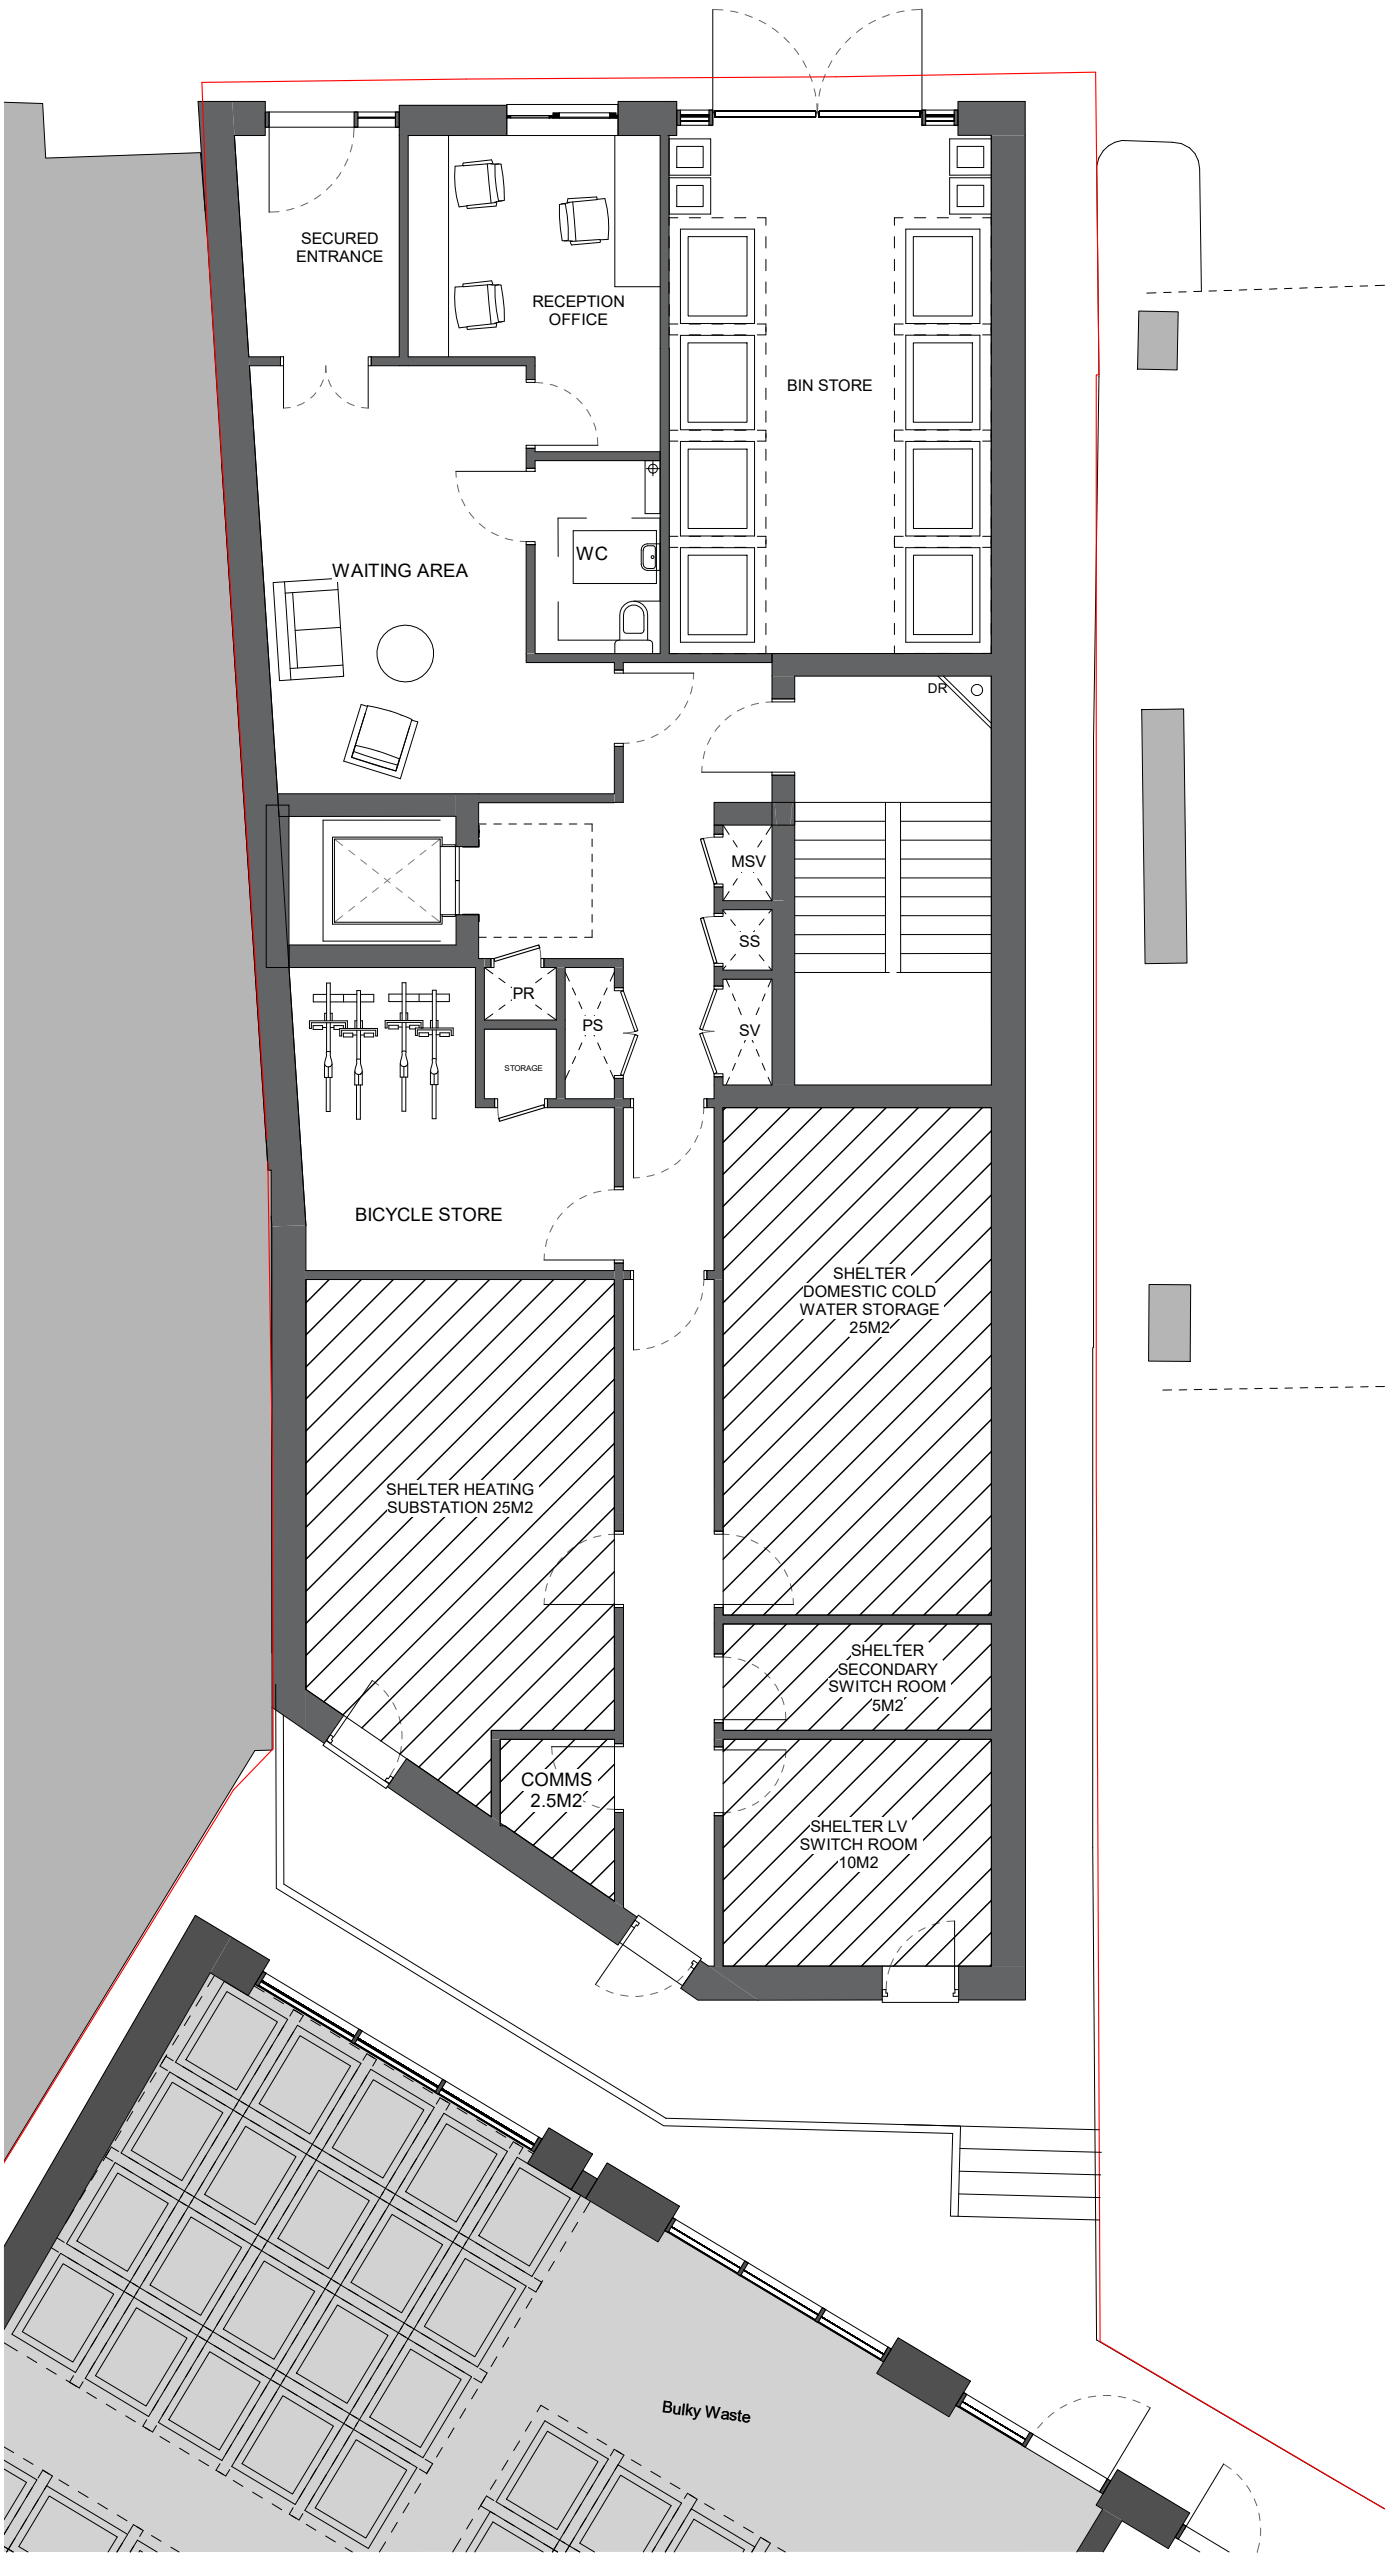 SECURED
ENTRANCE
RECEPTION
OFFICE
BIN STORE
WC
WAITING AREA
DR
MSV
SS
PR
PS
SV
STORAGE
BICYCLE STORE
SHELTER
DOMESTIC COLD
WATER STORAGE
25M2
SHELTER HEATING
SUBSTATION 25M2
SHELTER
SECONDARY
SWITCH ROOM
5M2
COMMS
2.5M2
SHELTER LV
SWITCH ROOM
10M2
Bulky Waste